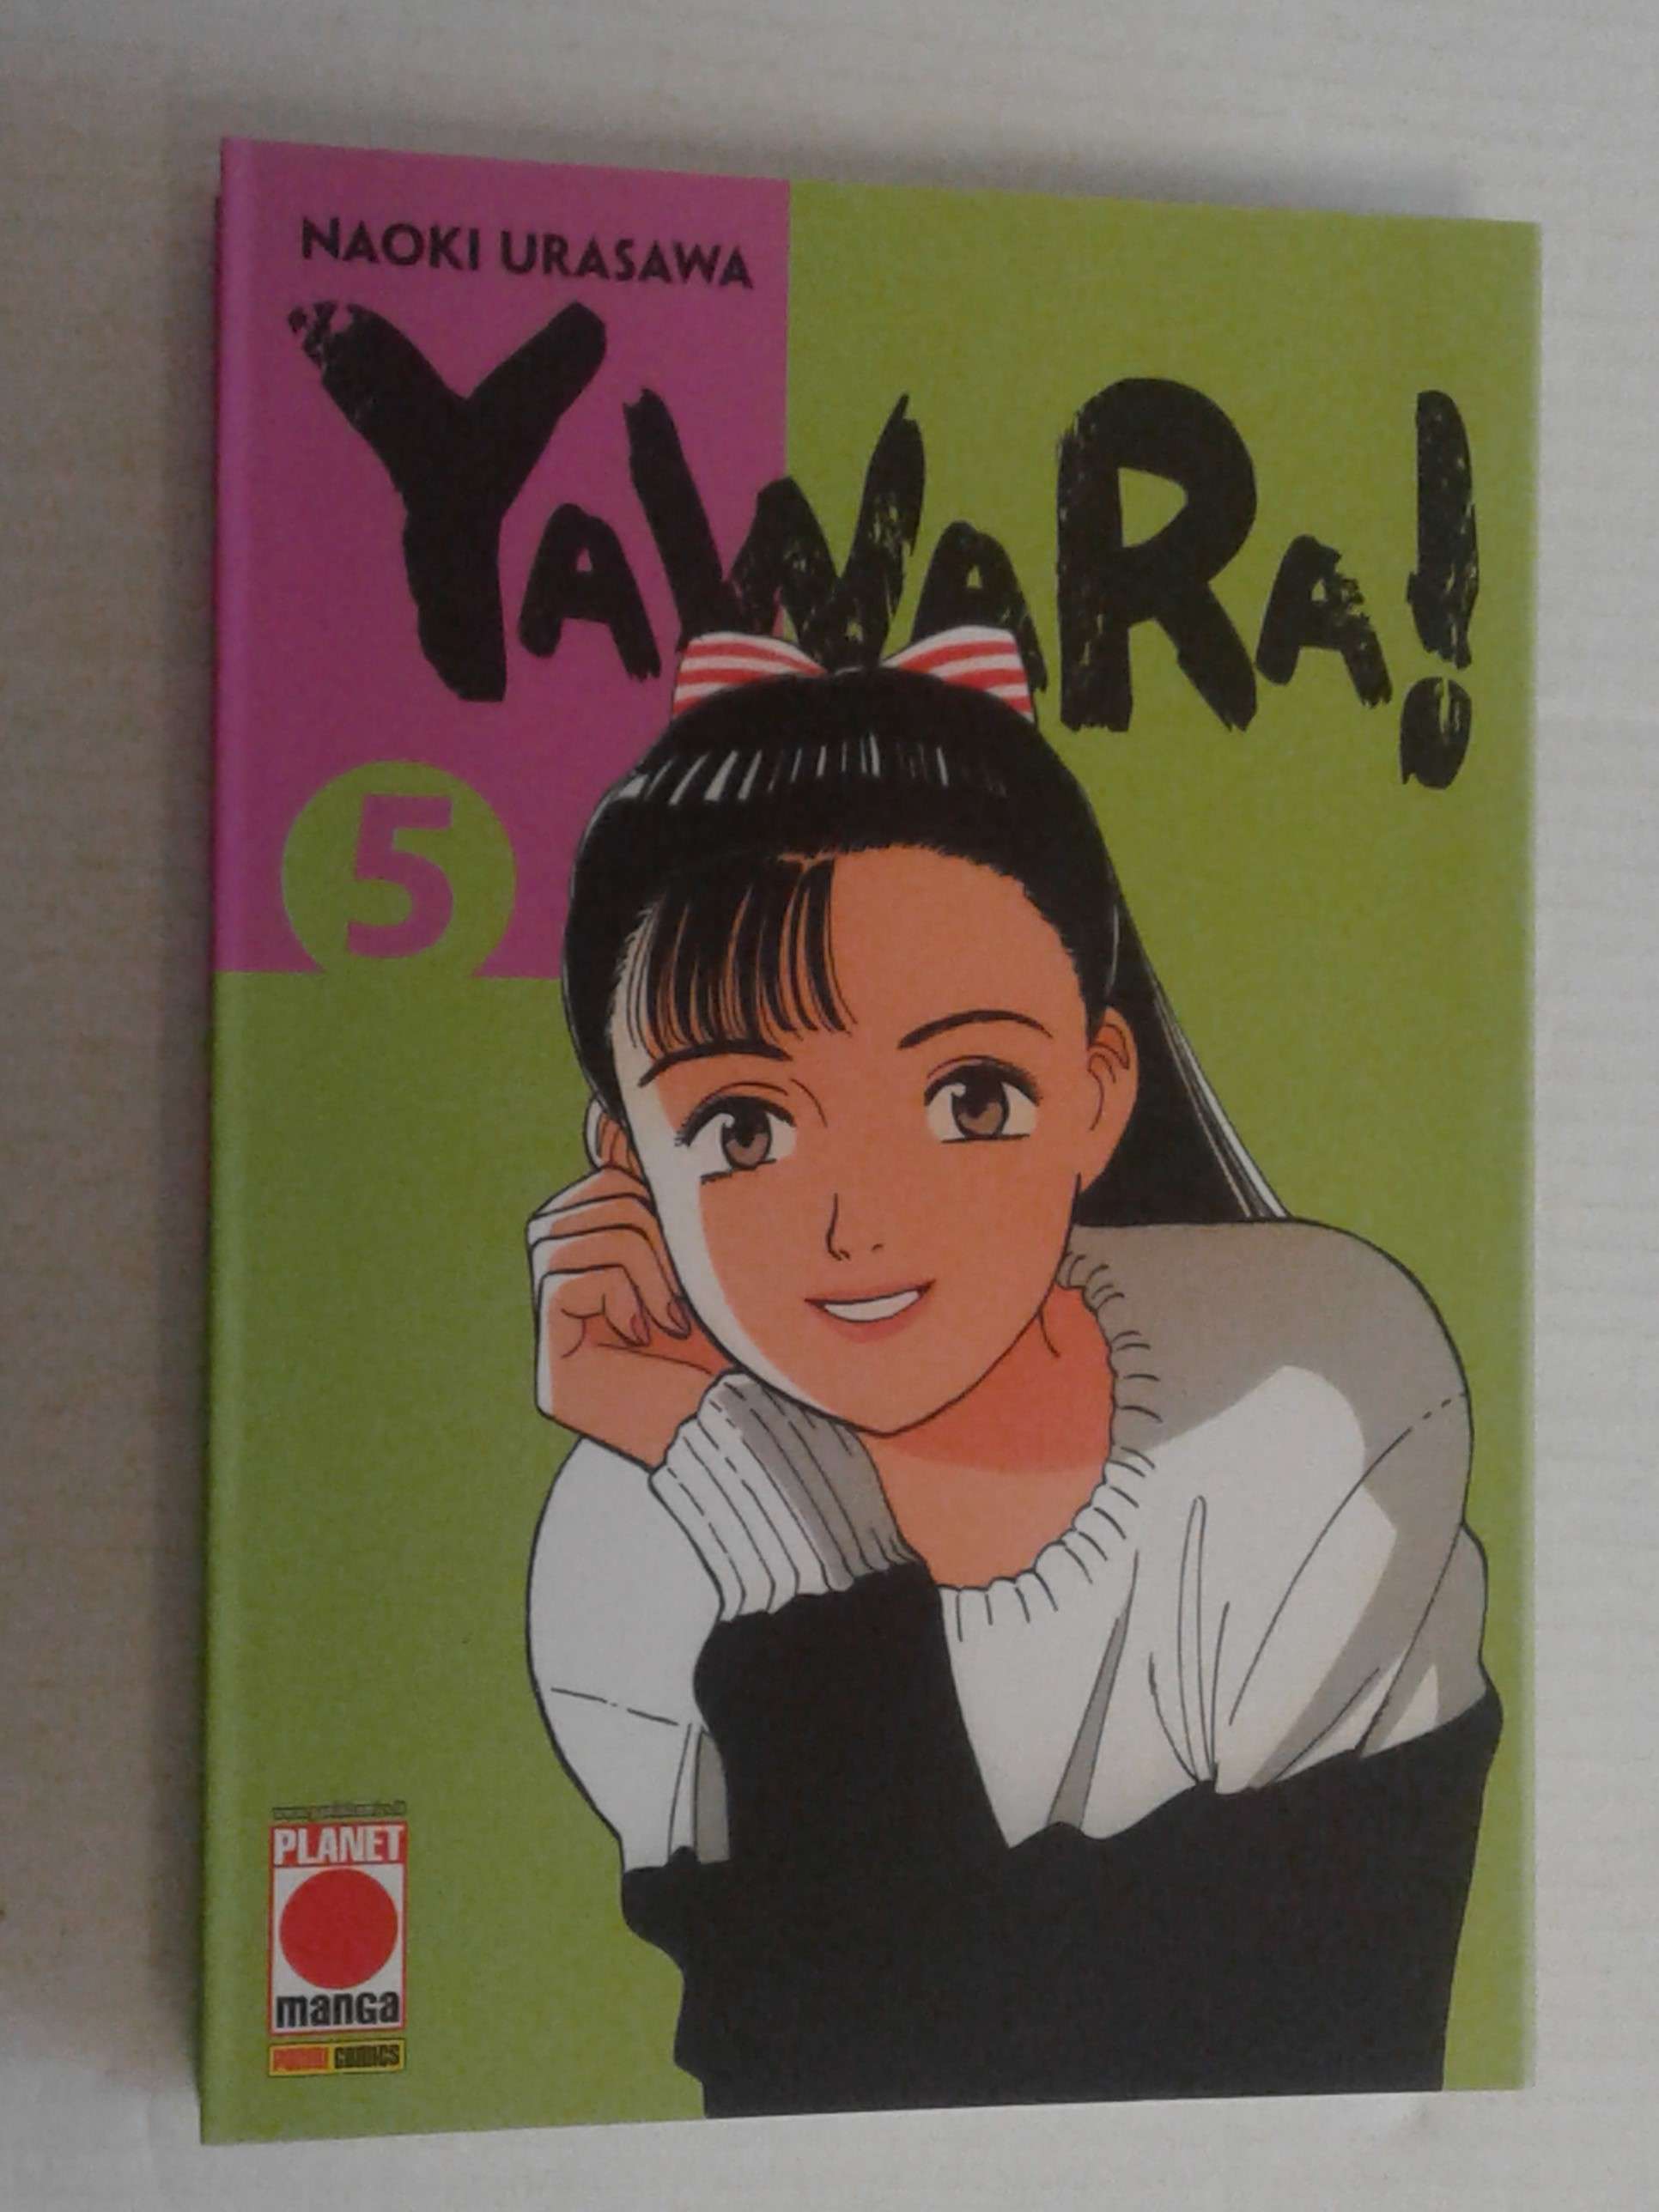 NAOKI URASAWA
YAWARA!
5
PLANET
manga
PANINI COMICS